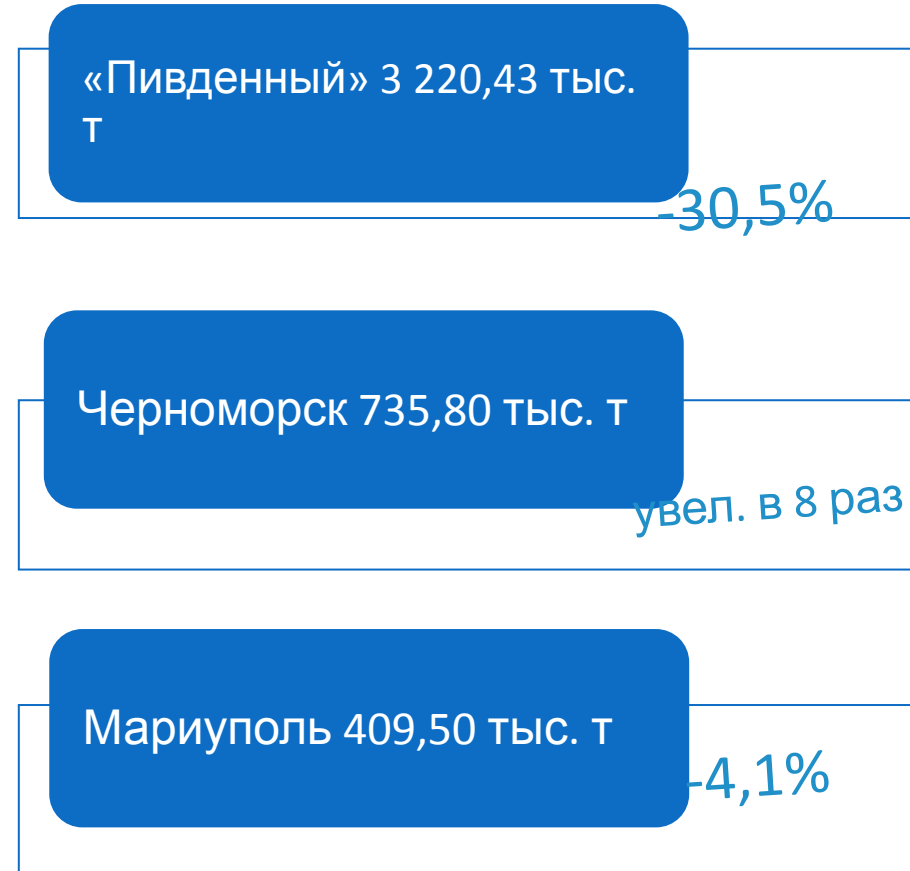 «Пивденный» 3 220,43 тыс.
т
-30,5%
Черноморск 735,80 тыс. т
увел. в 8 раз
Мариуполь 409,50 тыс. т
-4,1%